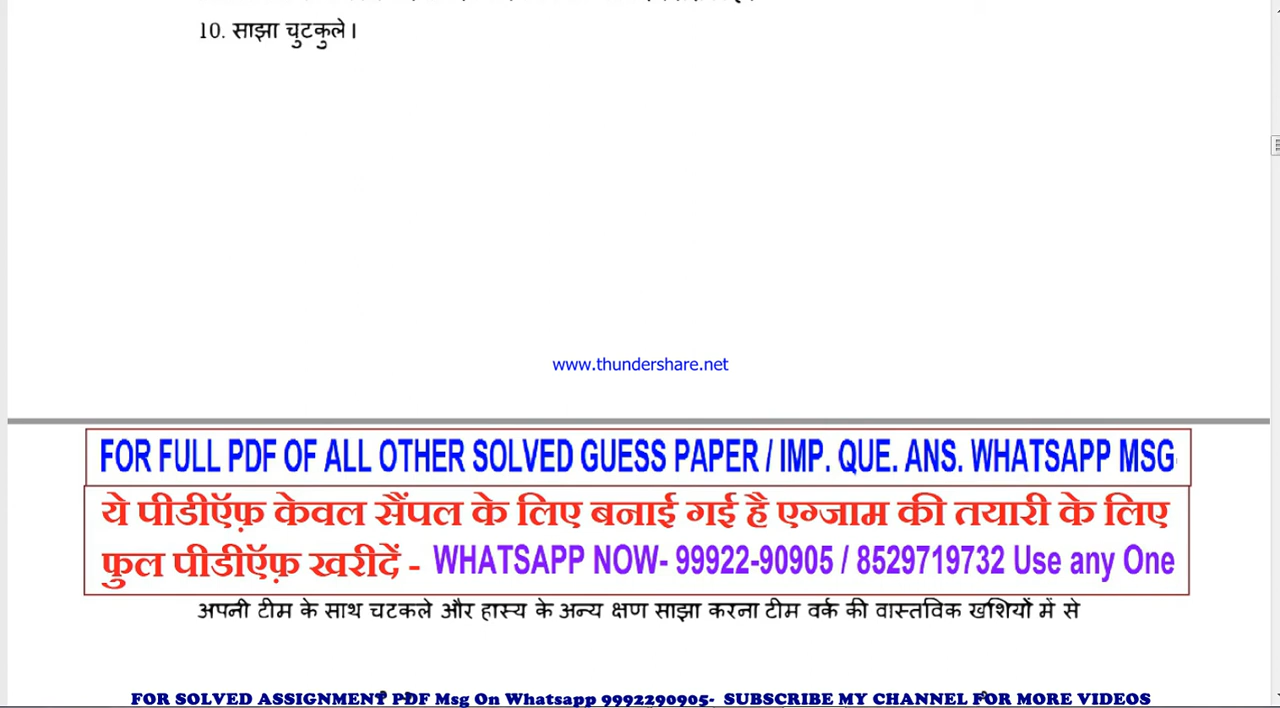 10. साझा चुटकुले।
www.thundershare.net
FOR FULL PDF OF ALL OTHER SOLVED GUESS PAPER / IMP. QUE. ANS. WHATSAPP MSG
ये पीडीऍफ़ केवल सैंपल के लिए बनाई गई है एग्जाम की तयारी के लिए
फुल पीडीऍफ़ खरीदें - WHATSAPP NOW- 99922-90905 / 8529719732 Use any One
अपनी टीम के साथ चुटकुले और हास्य के अन्य क्षण साझा करना टीम वर्क की वास्तविक खुशियों में से
FOR SOLVED ASSIGNMENT PDF Msg On Whatsapp 9992290905- SUBSCRIBE MY CHANNEL FOR MORE VIDEOS